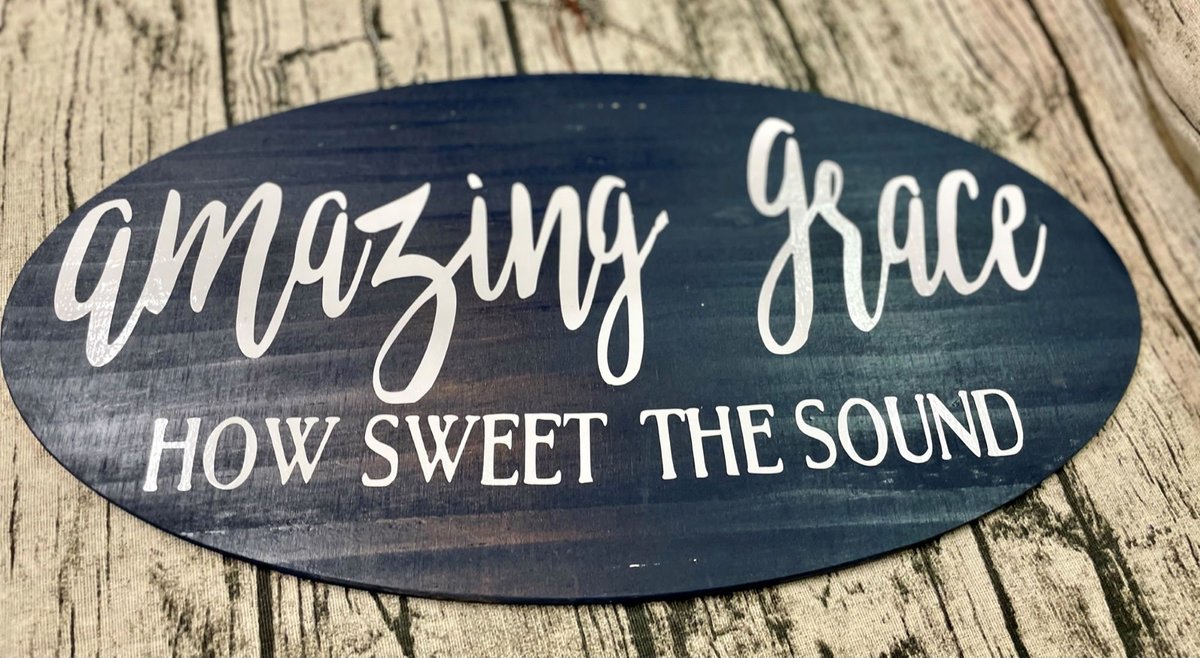 amazing grace
HOW SWEET THE SOUND